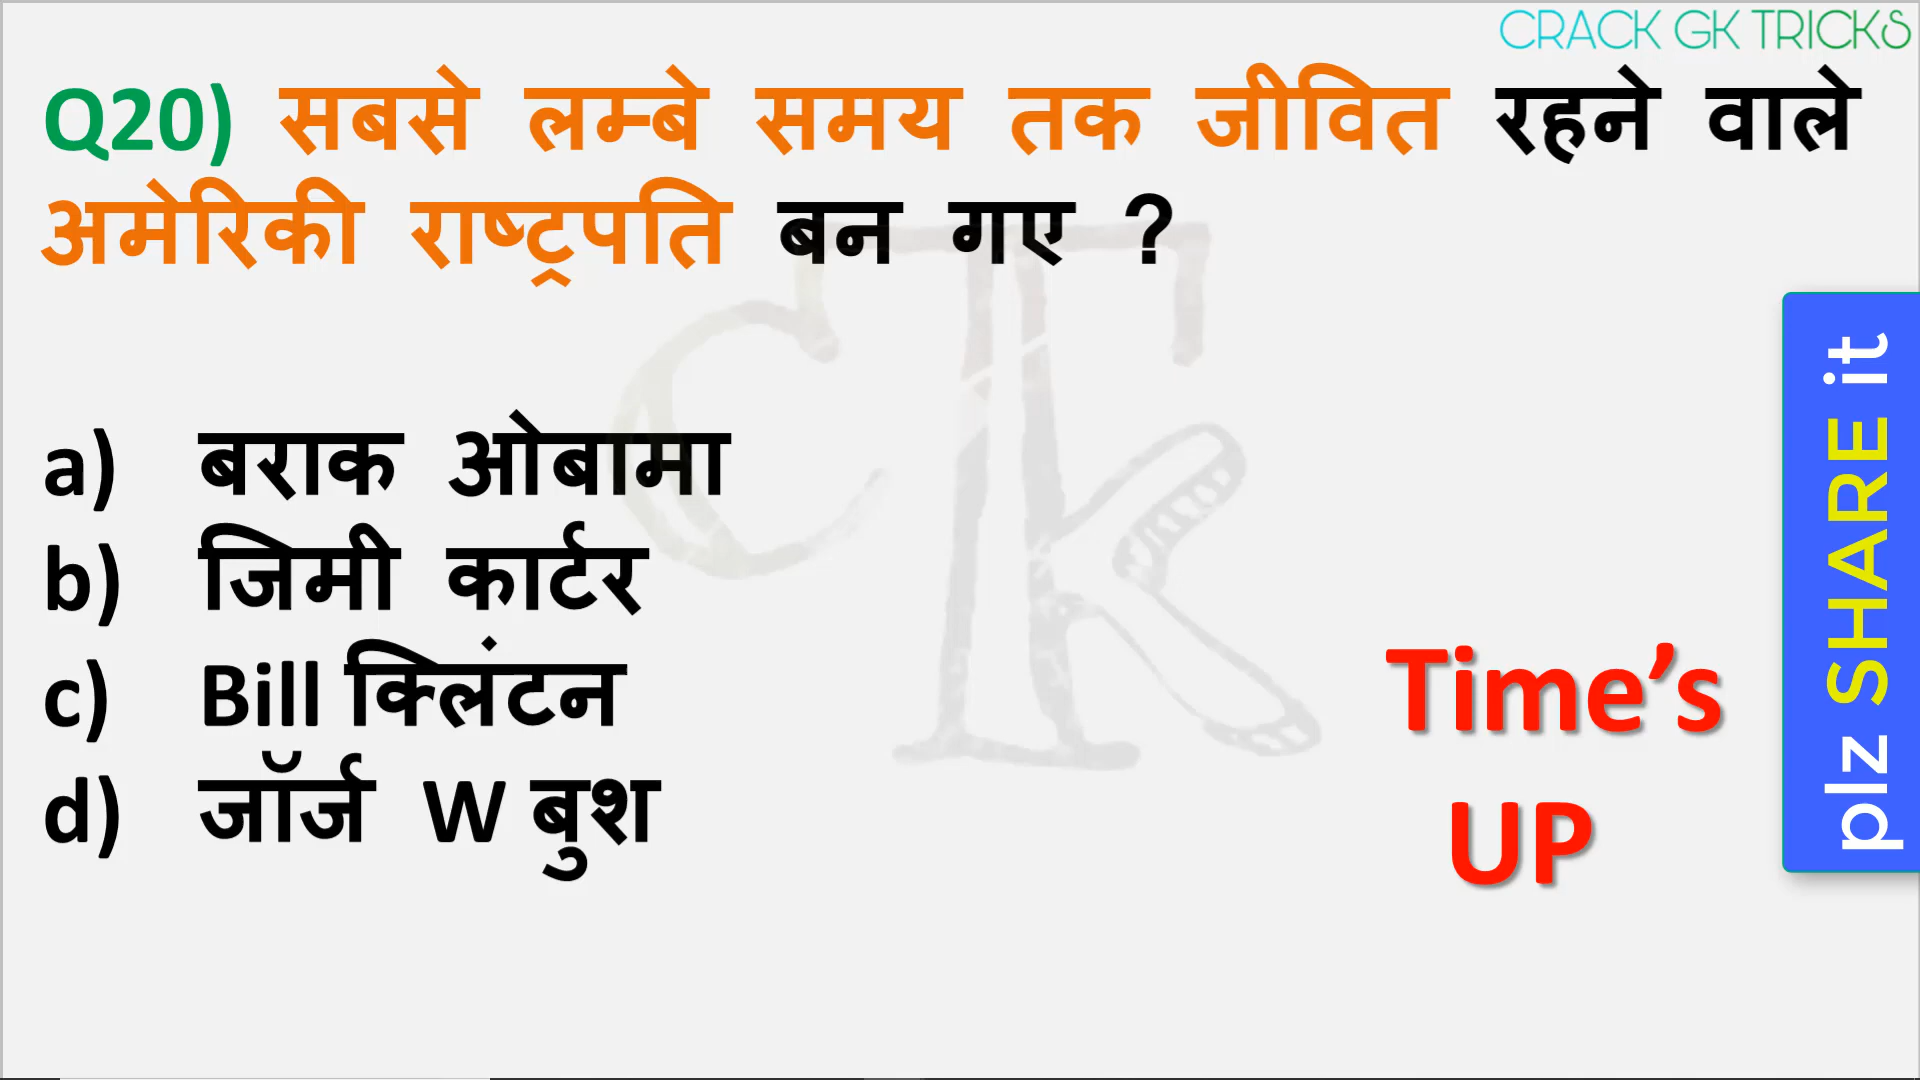 CRACK GK TRICKS
Q20) सबसे लम्बे समय तक जीवित रहने वाले
अमेरिकी राष्ट्रपति बन गए ?
a) बराक ओबामा
b) जिमी कार्टर
c) Bill क्लिंटन
d) जॉर्ज W बुश
Time’s
UP
plz SHARE it
CTk